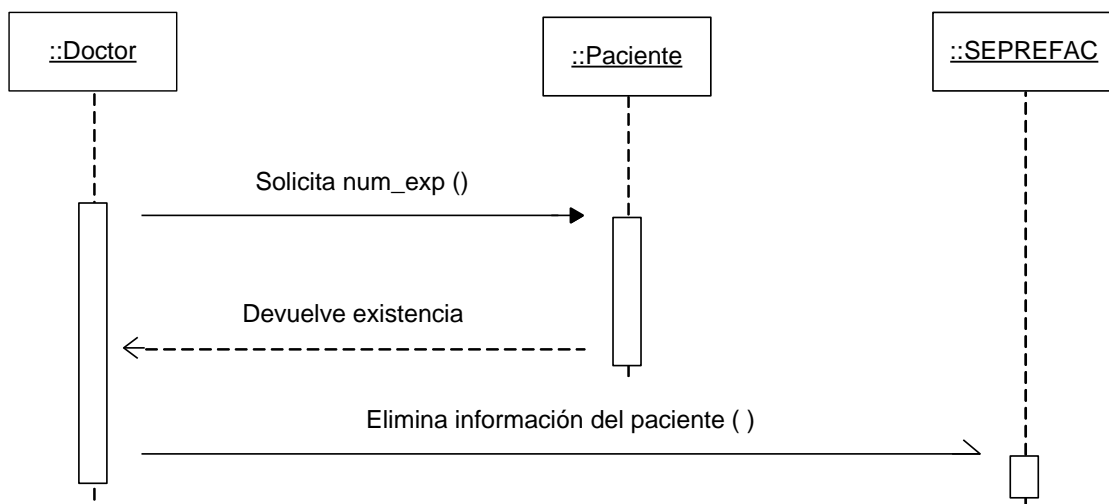 ::Doctor
::Paciente
::SEPREFAC
Solicita num_exp ()
Devuelve existencia
Elimina información del paciente ( )